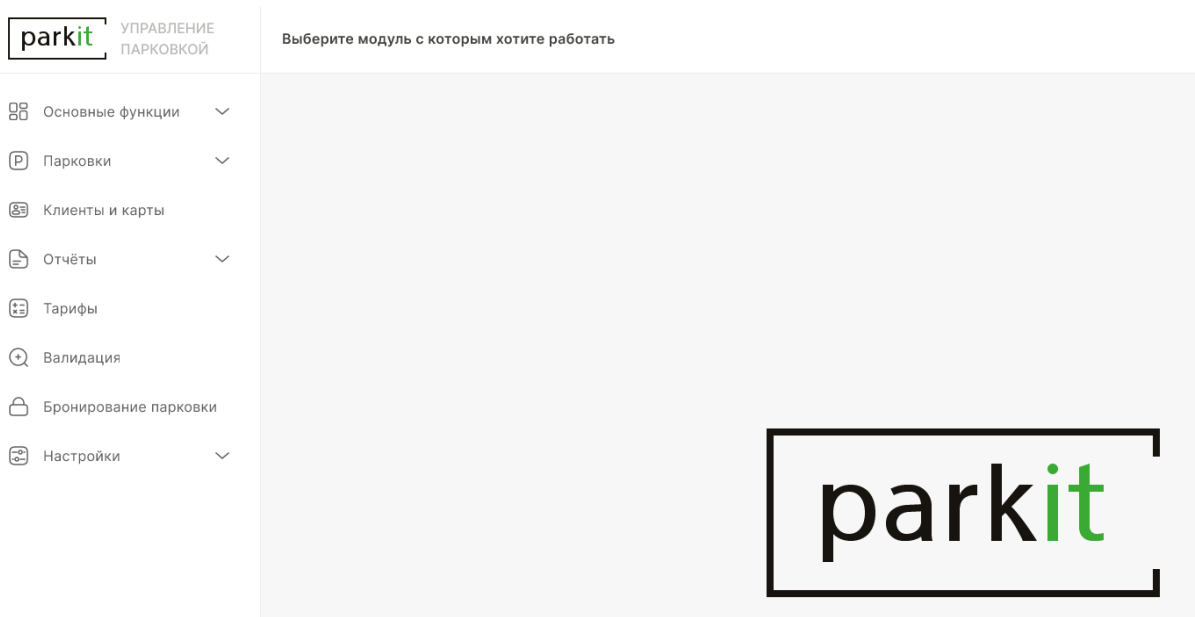 parkit
УПРАВЛЕНИЕ
ПАРКОВКОЙ
Выберите модуль с которым хотите работать
Основные функции
P Парковки
Клиенты и карты
Отчёты
Тарифы
Валидация
Бронирование парковки
Настройки
parkit